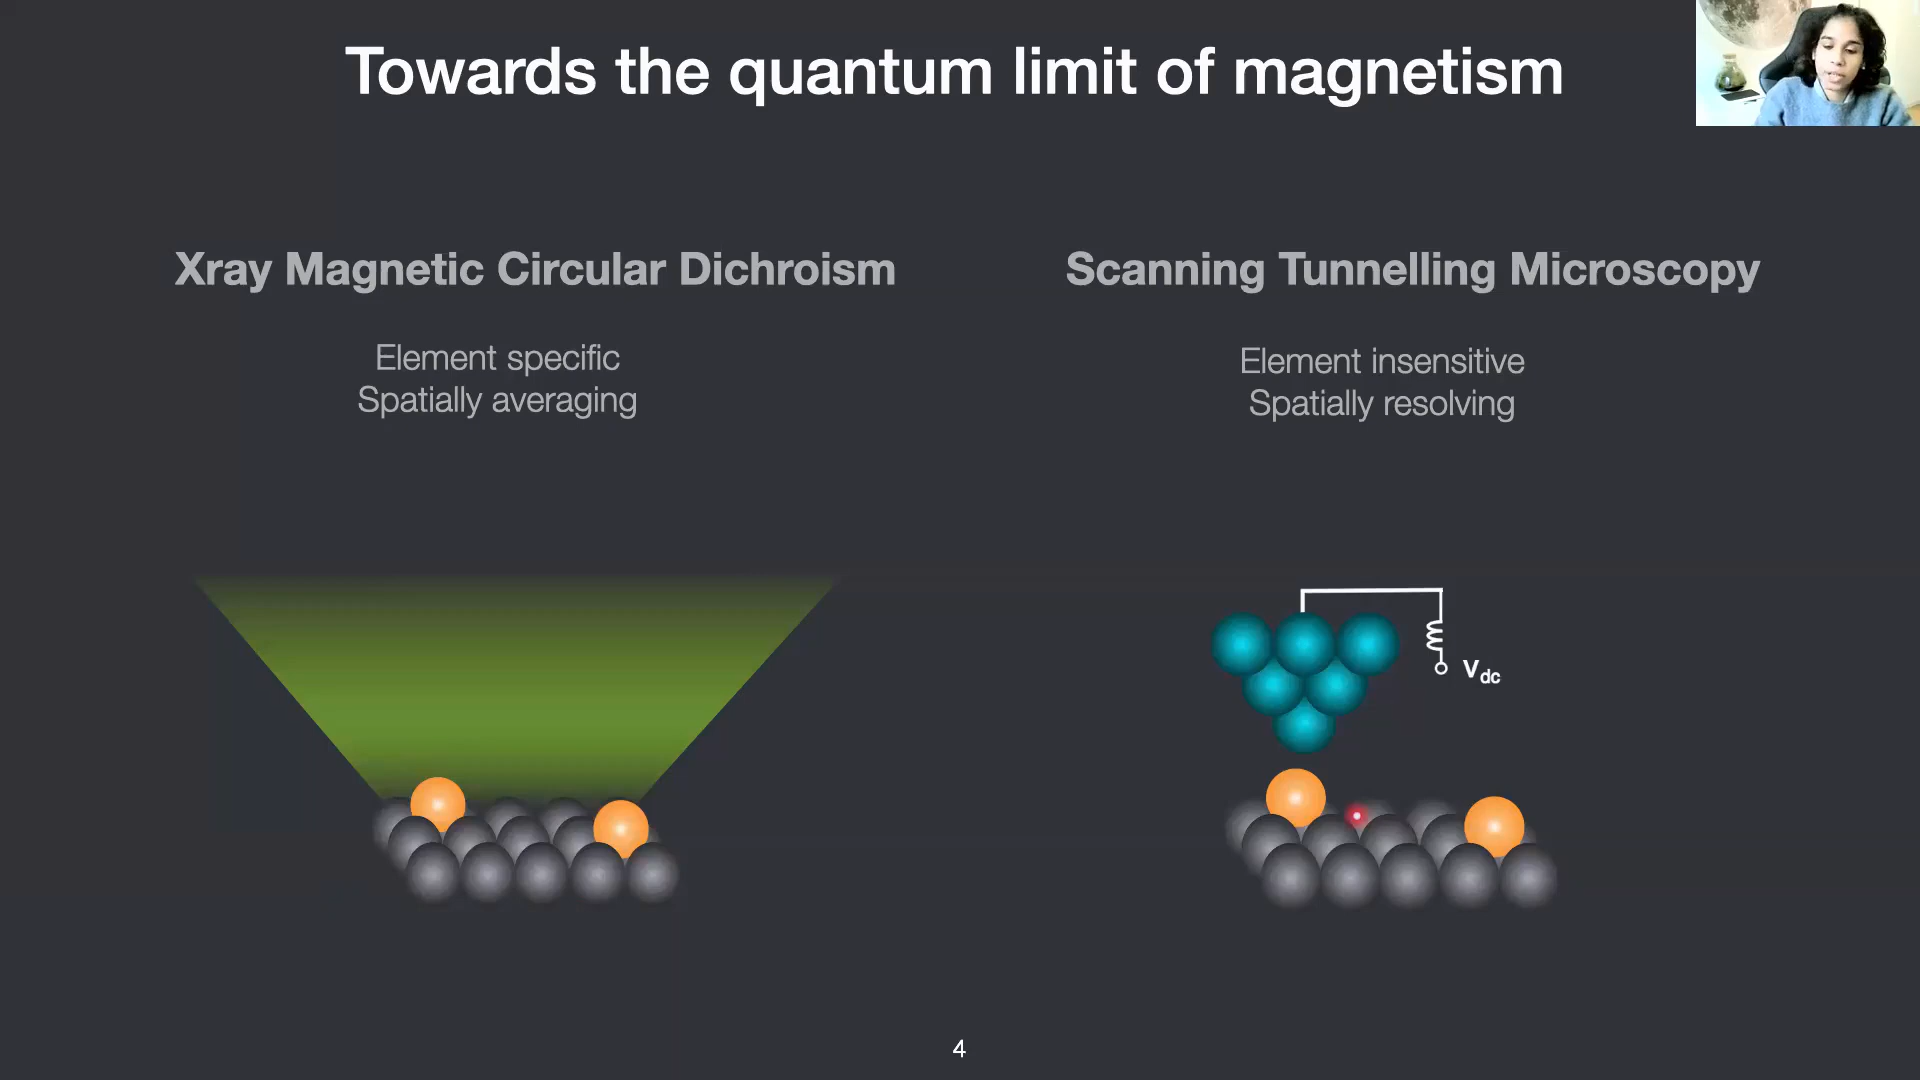 Towards the quantum limit of magnetism
Xray Magnetic Circular Dichroism
Element specific
Spatially averaging
Scanning Tunnelling Microscopy
Element insensitive
Spatially resolving
Vdc
4